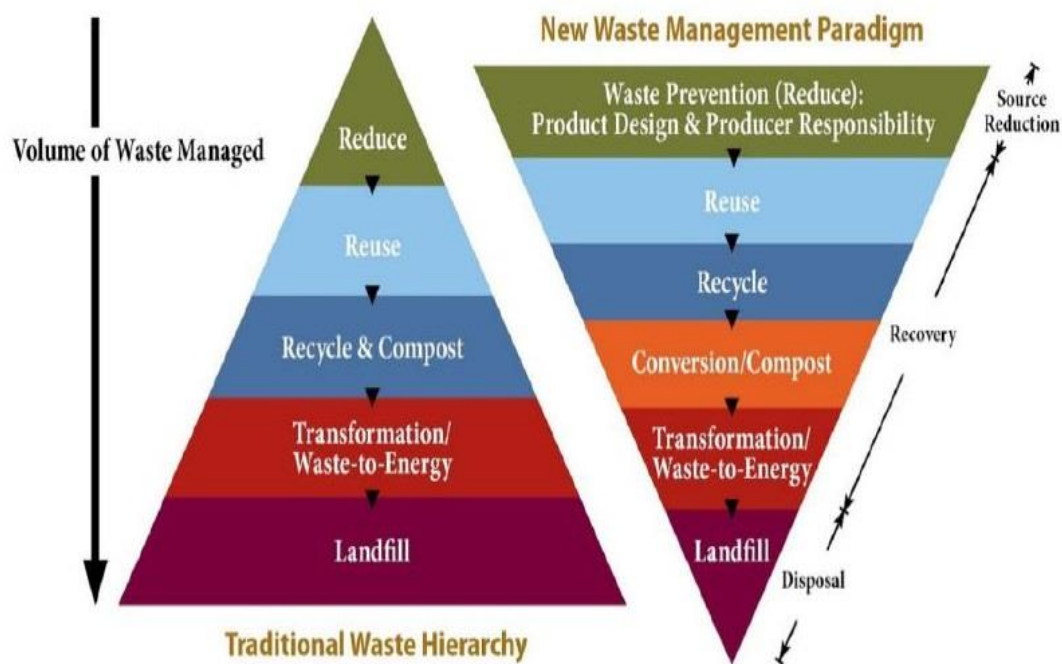 New Waste Management Paradigm
Volume of Waste Managed
Reduce
Reuse
Recycle & Compost
Transformation/
Waste-to-Energy
Landfill
Traditional Waste Hierarchy
Waste Prevention (Reduce):
Product Design & Producer Responsibility
Reuse
Recycle
Conversion/Compost
Transformation/
Waste-to-Energy
Landfill
Source
Reduction
Recovery
Disposal